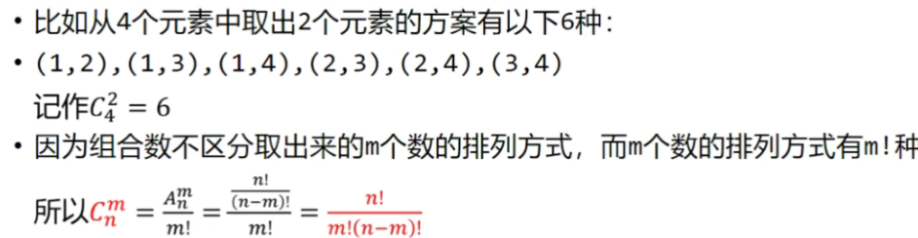 • 比如从4个元素中取出2个元素的方案有以下6种：
• (1,2),(1,3),(1,4),(2,3),(2,4),(3,4)
记作$C_4^2 = 6$
• 因为组合数不区分取出来的m个数的排列方式，而m个数的排列方式有m!种
所以$C_n^m = \frac{A_n^m}{m!} = \frac{\frac{n!}{(n-m)!}}{m!} = \frac{n!}{m!(n-m)!}$